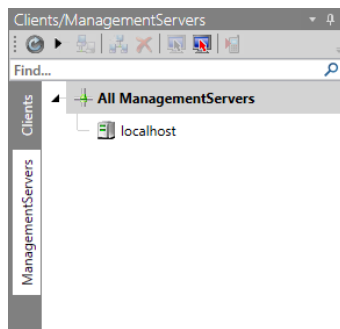 Clients/ManagementServers
Find...
Clients
All ManagementServers
localhost
ManagementServers